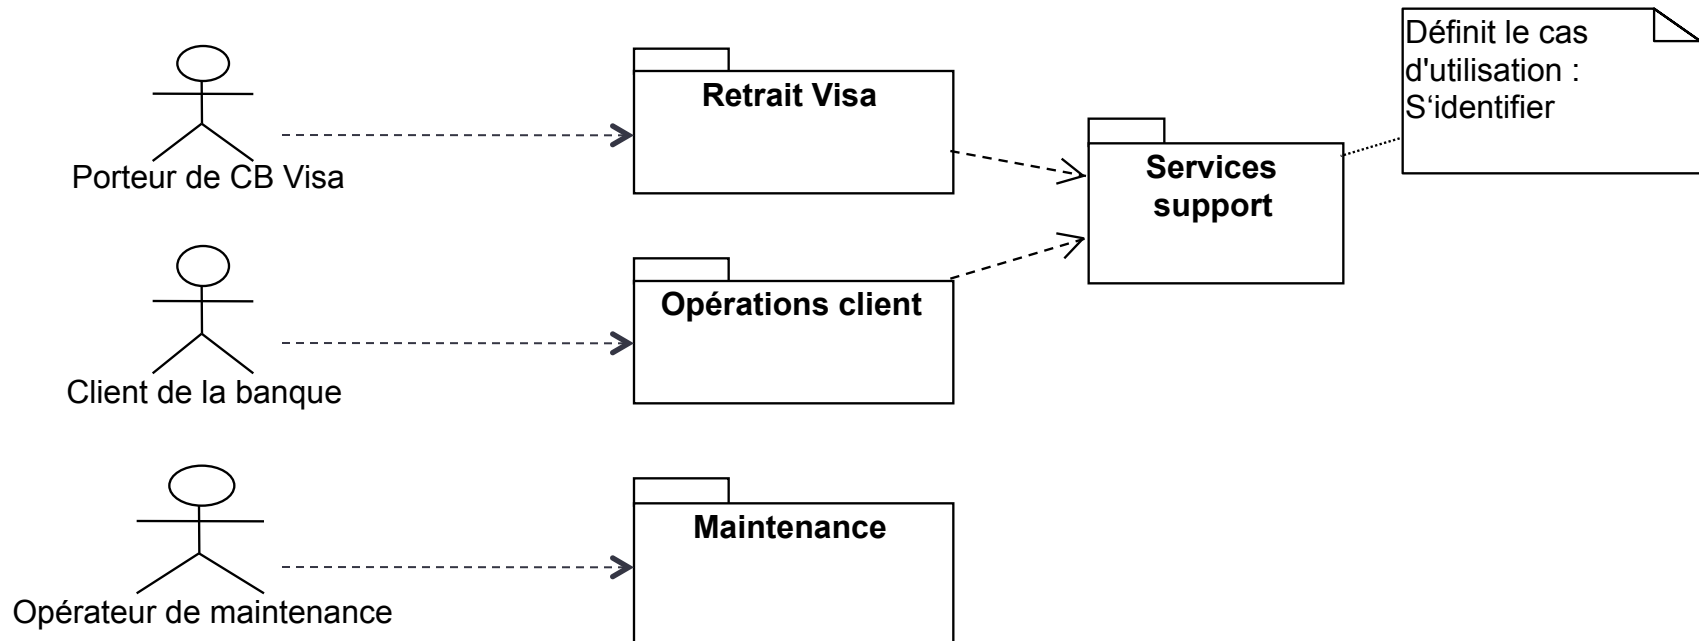 Définit le cas
d'utilisation :
S‘identifier
Retrait Visa
Services
support
Porteur de CB Visa
Opérations client
Client de la banque
Maintenance
Opérateur de maintenance